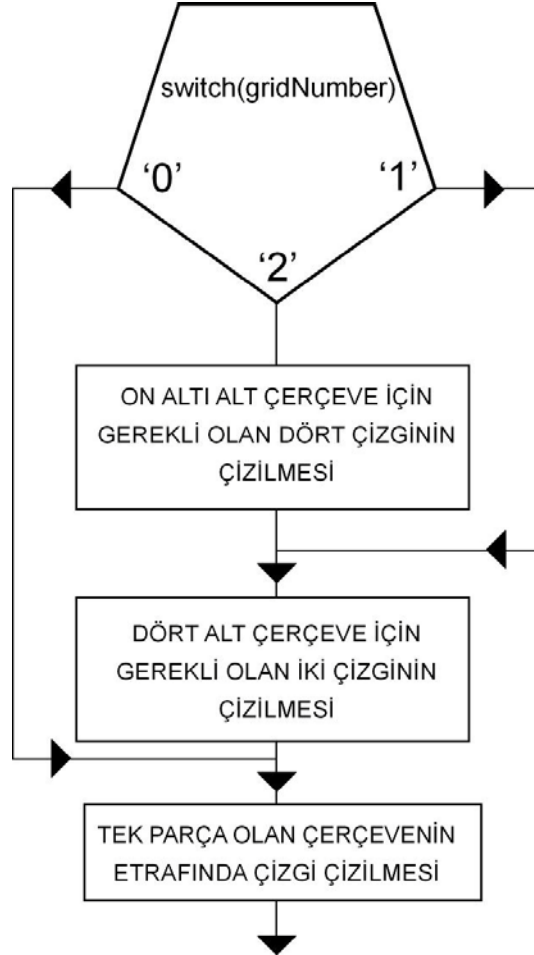 switch(gridNumber)
‘0’ ‘1’
‘2’
ON ALTI ALT ÇERÇEVE İÇİN
GEREKLİ OLAN DÖRT ÇİZGİNİN
ÇİZİLMESİ
DÖRT ALT ÇERÇEVE İÇİN
GEREKLİ OLAN İKİ ÇİZGİNİN
ÇİZİLMESİ
TEK PARÇA OLAN ÇERÇEVENİN
ETRAFINDA ÇİZGİ ÇİZİLMESİ